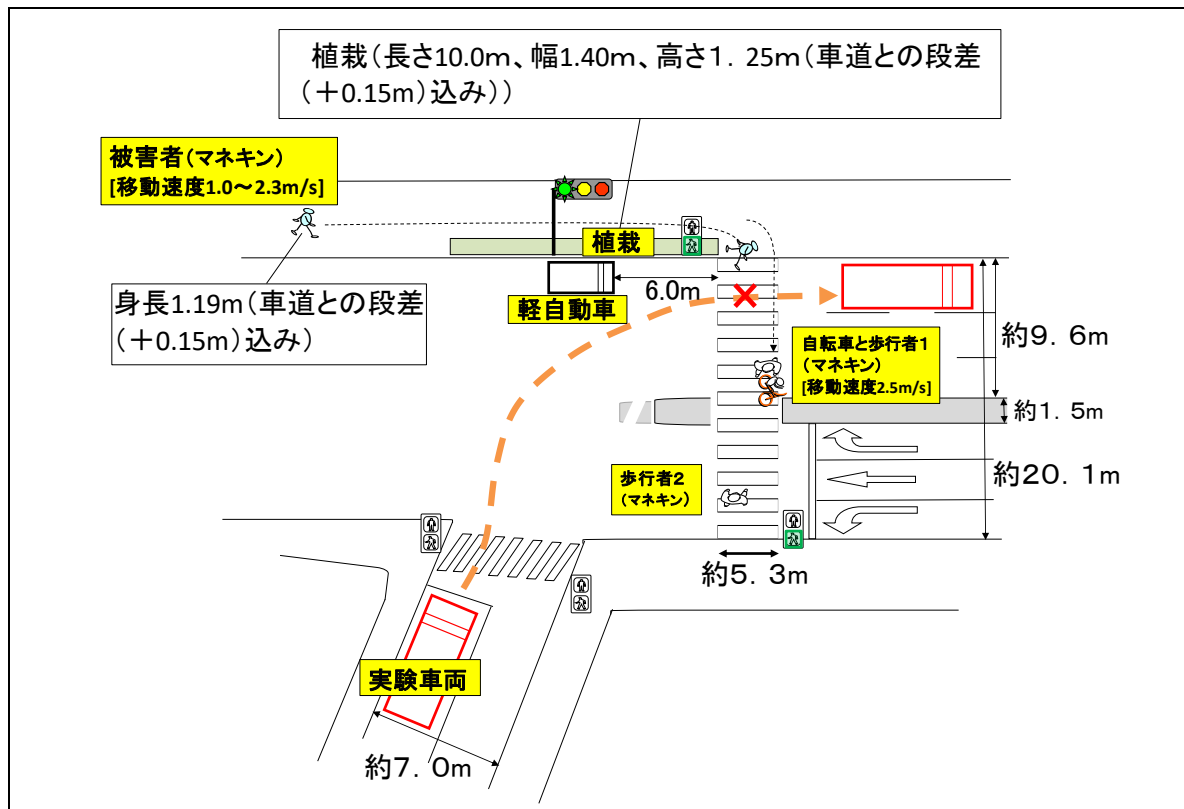 植栽(長さ10.0m、幅1.40m、高さ1．25m(車道との段差
(＋0.15m)込み))
被害者(マネキン)
[移動速度1.0～2.3m/s]
植栽
身長1.19m(車道との段差
(＋0.15m)込み)
軽自動車
6.0m
自転車と歩行者1
(マネキン)
[移動速度2.5m/s]
約9．6m
約1．5m
約20．1m
歩行者2
(マネキン)
約5．3m
実験車両
約7．0m